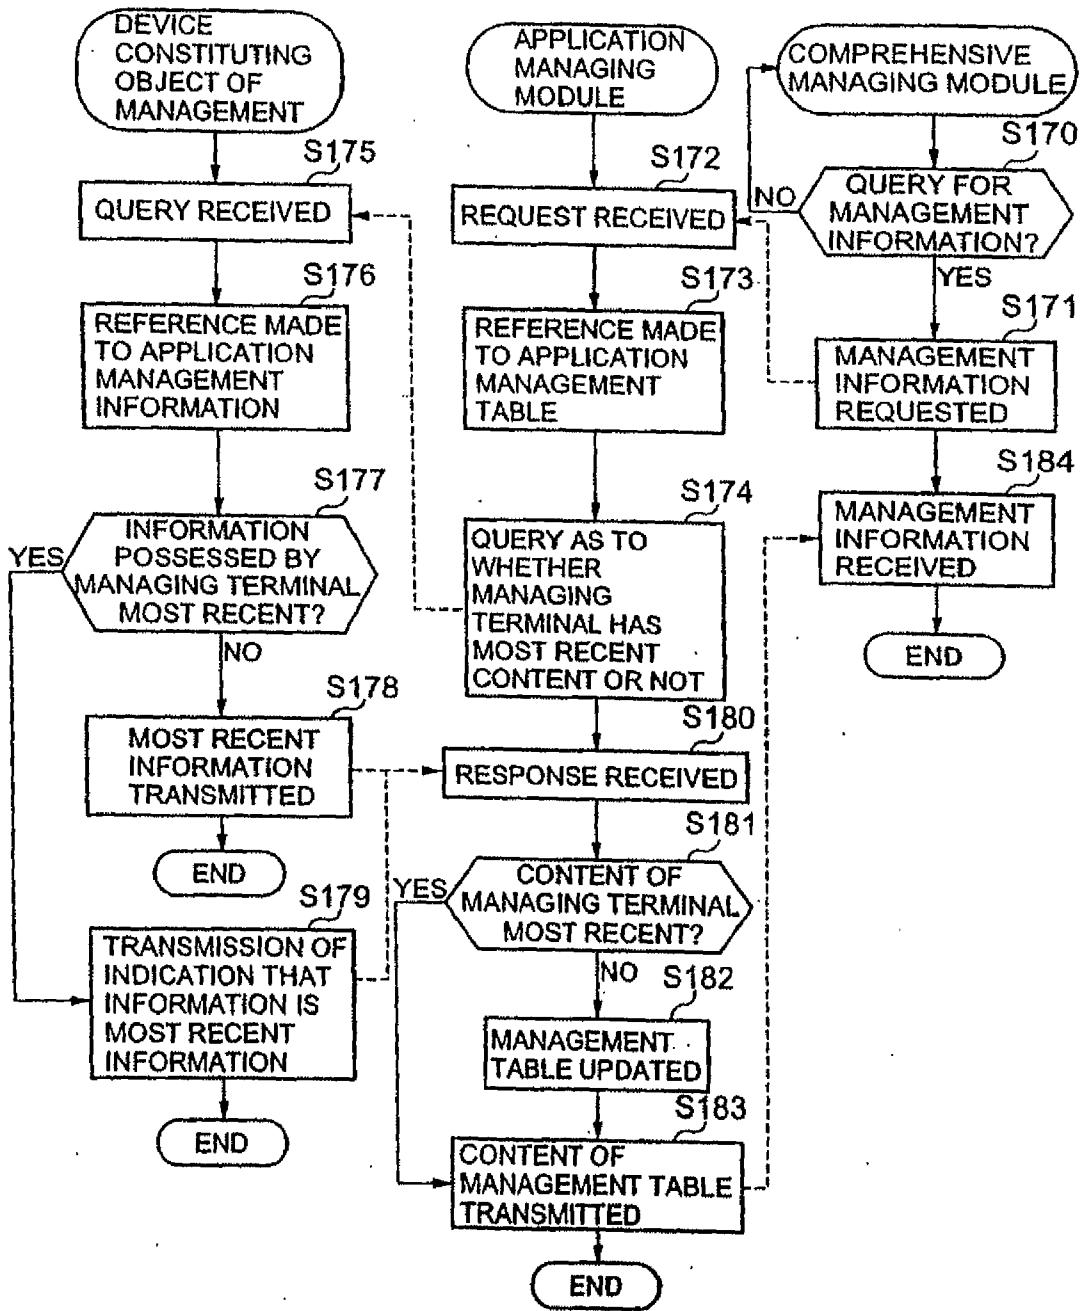 DEVICE
CONSTITUTING
OBJECT OF
MANAGEMENT
S175
QUERY RECEIVED
S176
REFERENCE MADE
TO APPLICATION
MANAGEMENT
INFORMATION
S177
INFORMATION
POSSESSED BY
MANAGING TERMINAL
MOST RECENT?
YES
NO
S178
MOST RECENT
INFORMATION
TRANSMITTED
END
S179
TRANSMISSION OF
INDICATION THAT
INFORMATION IS
MOST RECENT
INFORMATION
END
APPLICATION
MANAGING
MODULE
S172
REQUEST RECEIVED
S173
REFERENCE MADE
TO APPLICATION
MANAGEMENT
TABLE
S174
QUERY AS TO
WHETHER
MANAGING
TERMINAL HAS
MOST RECENT
CONTENT OR NOT
S180
RESPONSE RECEIVED
S181
CONTENT OF
MANAGING TERMINAL
MOST RECENT?
YES
NO
S182
MANAGEMENT
TABLE UPDATED
S183
CONTENT OF
MANAGEMENT TABLE
TRANSMITTED
END
COMPREHENSIVE
MANAGING MODULE
S170
QUERY FOR
MANAGEMENT
INFORMATION?
NO
YES
S171
MANAGEMENT
INFORMATION
REQUESTED
S184
MANAGEMENT
INFORMATION
RECEIVED
END